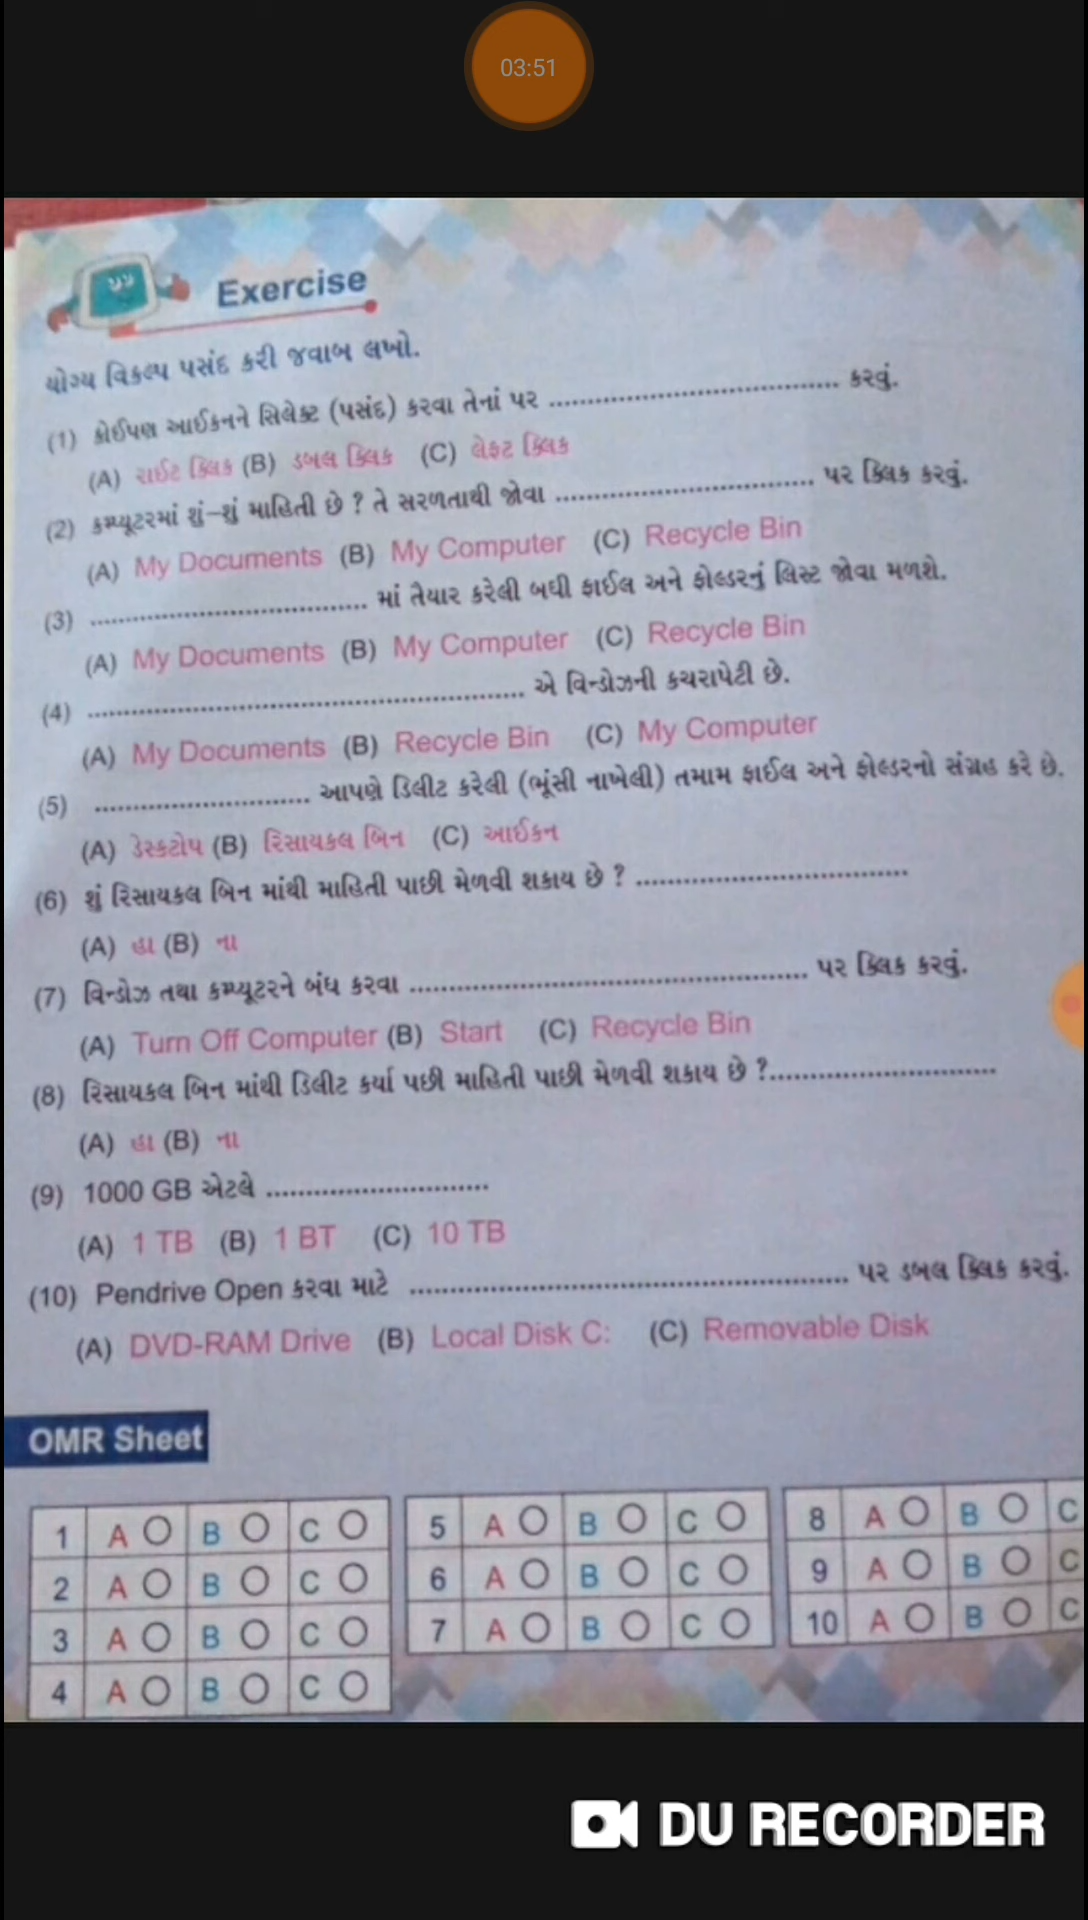 03:51
Exercise
યોગ્ય વિકલ્પ પસંદ કરી જવાબ લખો.
(1) કોઈપણ આઈકનને સિલેક્ટ (પસંદ) કરવા તેનાં પર ................................ કરવું.
(A) રાઈટ ક્લિક (B) ડબલ ક્લિક (C) લેફ્ટ ક્લિક
(2) કમ્પ્યૂટરમાં શું-શું માહિતી છે ? તે સરળતાથી જોવા ................................ પર ક્લિક કરવું.
(A) My Documents (B) My Computer (C) Recycle Bin
(3) ................................ માં તૈયાર કરેલી બધી ફાઈલ અને ફોલ્ડરનું લિસ્ટ જોવા મળશે.
(A) My Documents (B) My Computer (C) Recycle Bin
(4) ................................ એ વિન્ડોઝની કચરાપેટી છે.
(A) My Documents (B) Recycle Bin (C) My Computer
(5) ................................ આપણે ડિલીટ કરેલી (ભૂંસી નાખેલી) તમામ ફાઈલ અને ફોલ્ડરનો સંગ્રહ કરે છે.
(A) ડેસ્કટોપ (B) રિસાયકલ બિન (C) આઈકન
(6) શું રિસાયકલ બિન માંથી માહિતી પાછી મેળવી શકાય છે ? ................................
(A) હા (B) ના
(7) વિન્ડોઝ તથા કમ્પ્યૂટરને બંધ કરવા ................................ પર ક્લિક કરવું.
(A) Turn Off Computer (B) Start (C) Recycle Bin
(8) રિસાયકલ બિન માંથી ડિલીટ કર્યા પછી માહિતી પાછી મેળવી શકાય છે ?................................
(A) હા (B) ના
(9) 1000 GB એટલે ................................
(A) 1 TB (B) 1 BT (C) 10 TB
(10) Pendrive Open કરવા માટે ................................ પર ડબલ ક્લિક કરવું.
(A) DVD-RAM Drive (B) Local Disk C: (C) Removable Disk
OMR Sheet
1 A B C 5 A B C 8 A B C
2 A B C 6 A B C 9 A B C
3 A B C 7 A B C 10 A B C
4 A B C
DU RECORDER